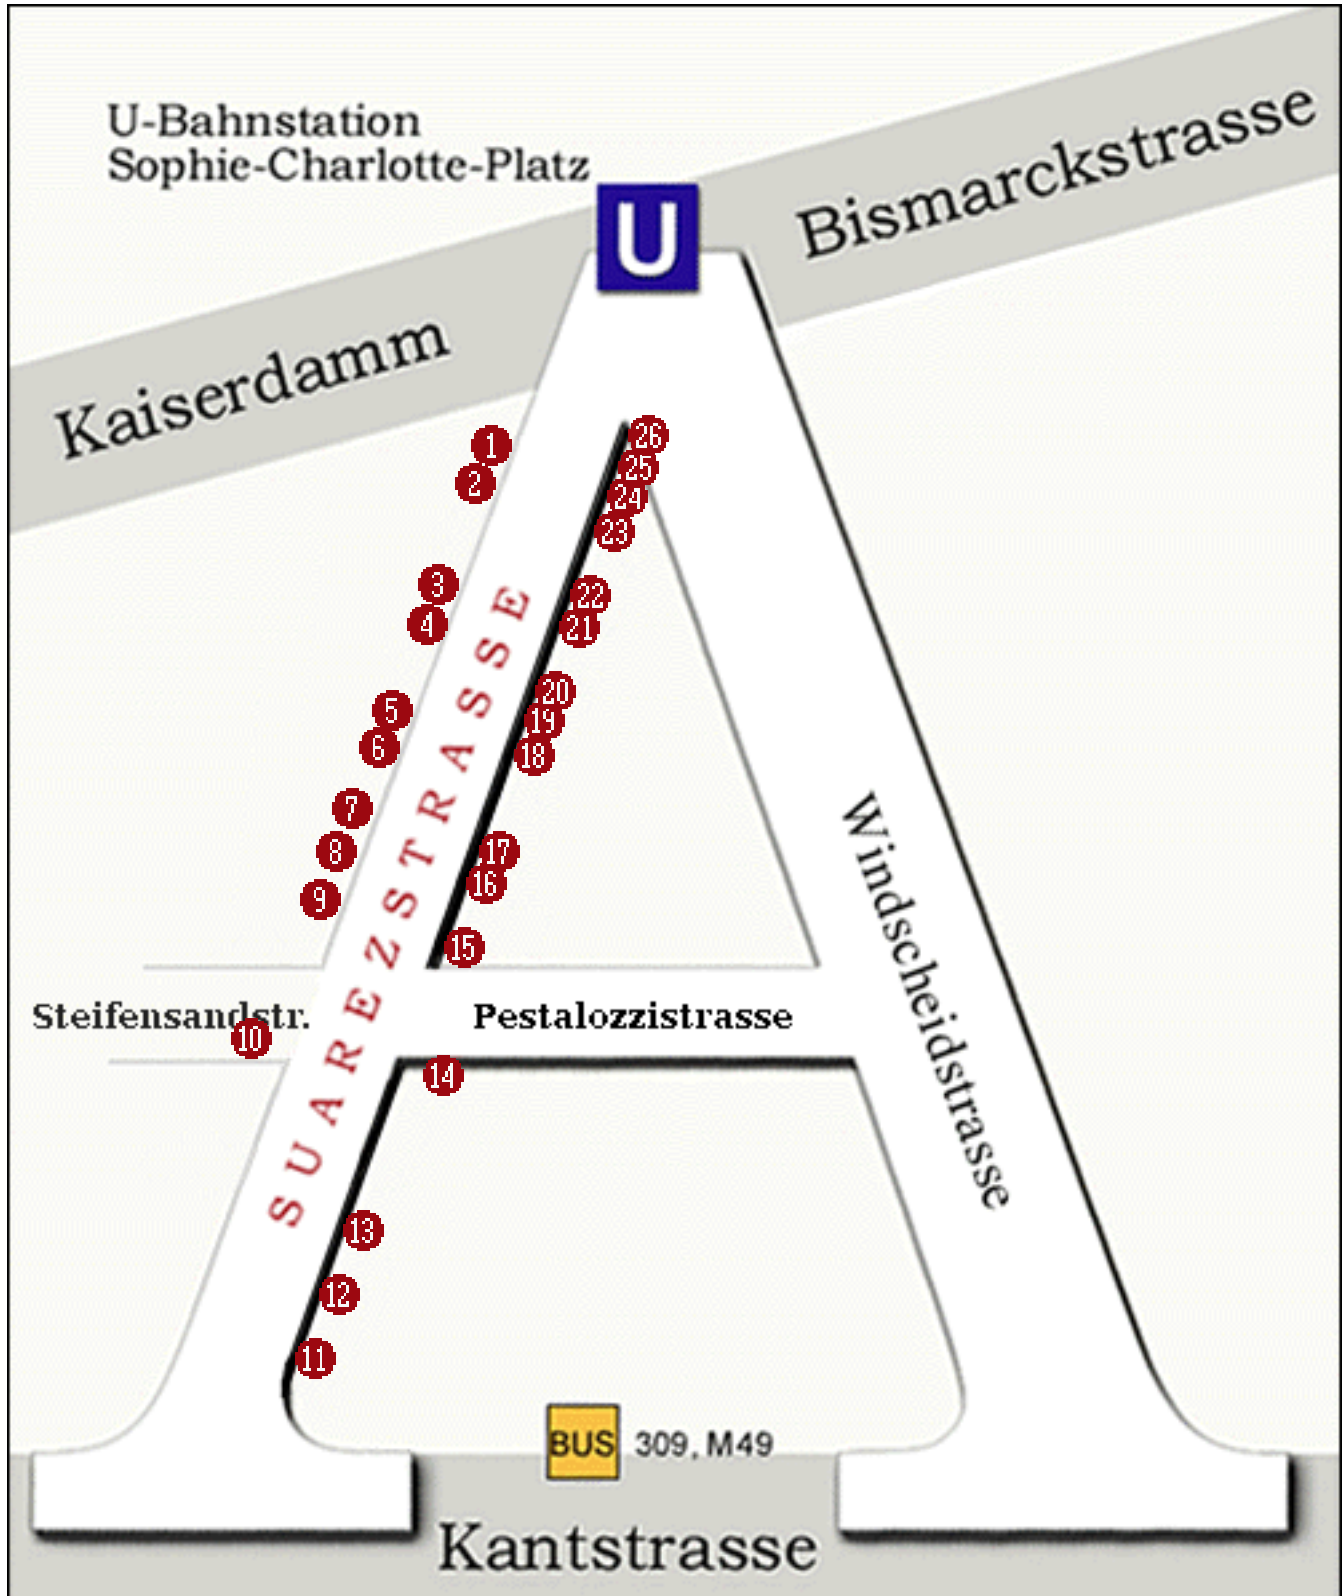 U-Bahnstation
Sophie-Charlotte-Platz
U
Bismarckstrasse
Kaiserdamm
1
2
3
4
5
6
7
8
9
26
25
24
23
22
21
20
19
18
17
16
15
SUAREZSTRASSE
Windscheidstrasse
Steifensandstr.
10
Pestalozzistrasse
14
13
12
11
BUS 309, M49
Kantstrasse